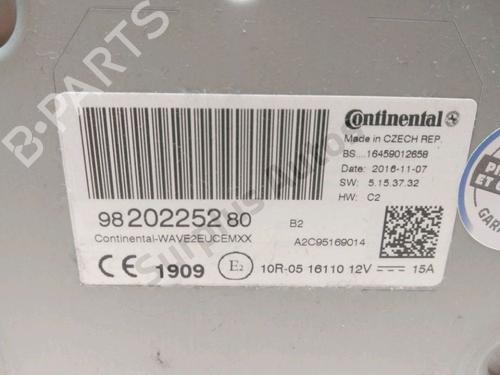 B-PARTS
Continental
Made in CZECH REP.
BS....16459012658
Date: 2016-11-07
SW: 5.15.37.32
HW: C2
98 202252 80
B2
Continental-WAVE2EUCEMXX
A2C95169014
CE 1909 E2 10R-05 16110 12V 15A